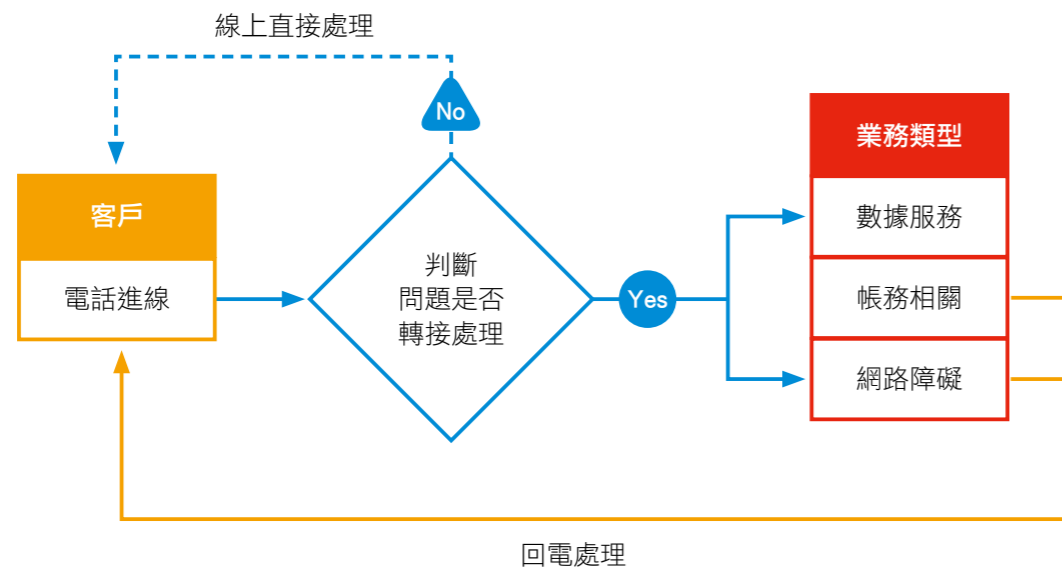 線上直接處理
No
客戶
電話進線
判斷
問題是否
轉接處理
Yes
業務類型
數據服務
帳務相關
網路障礙
回電處理